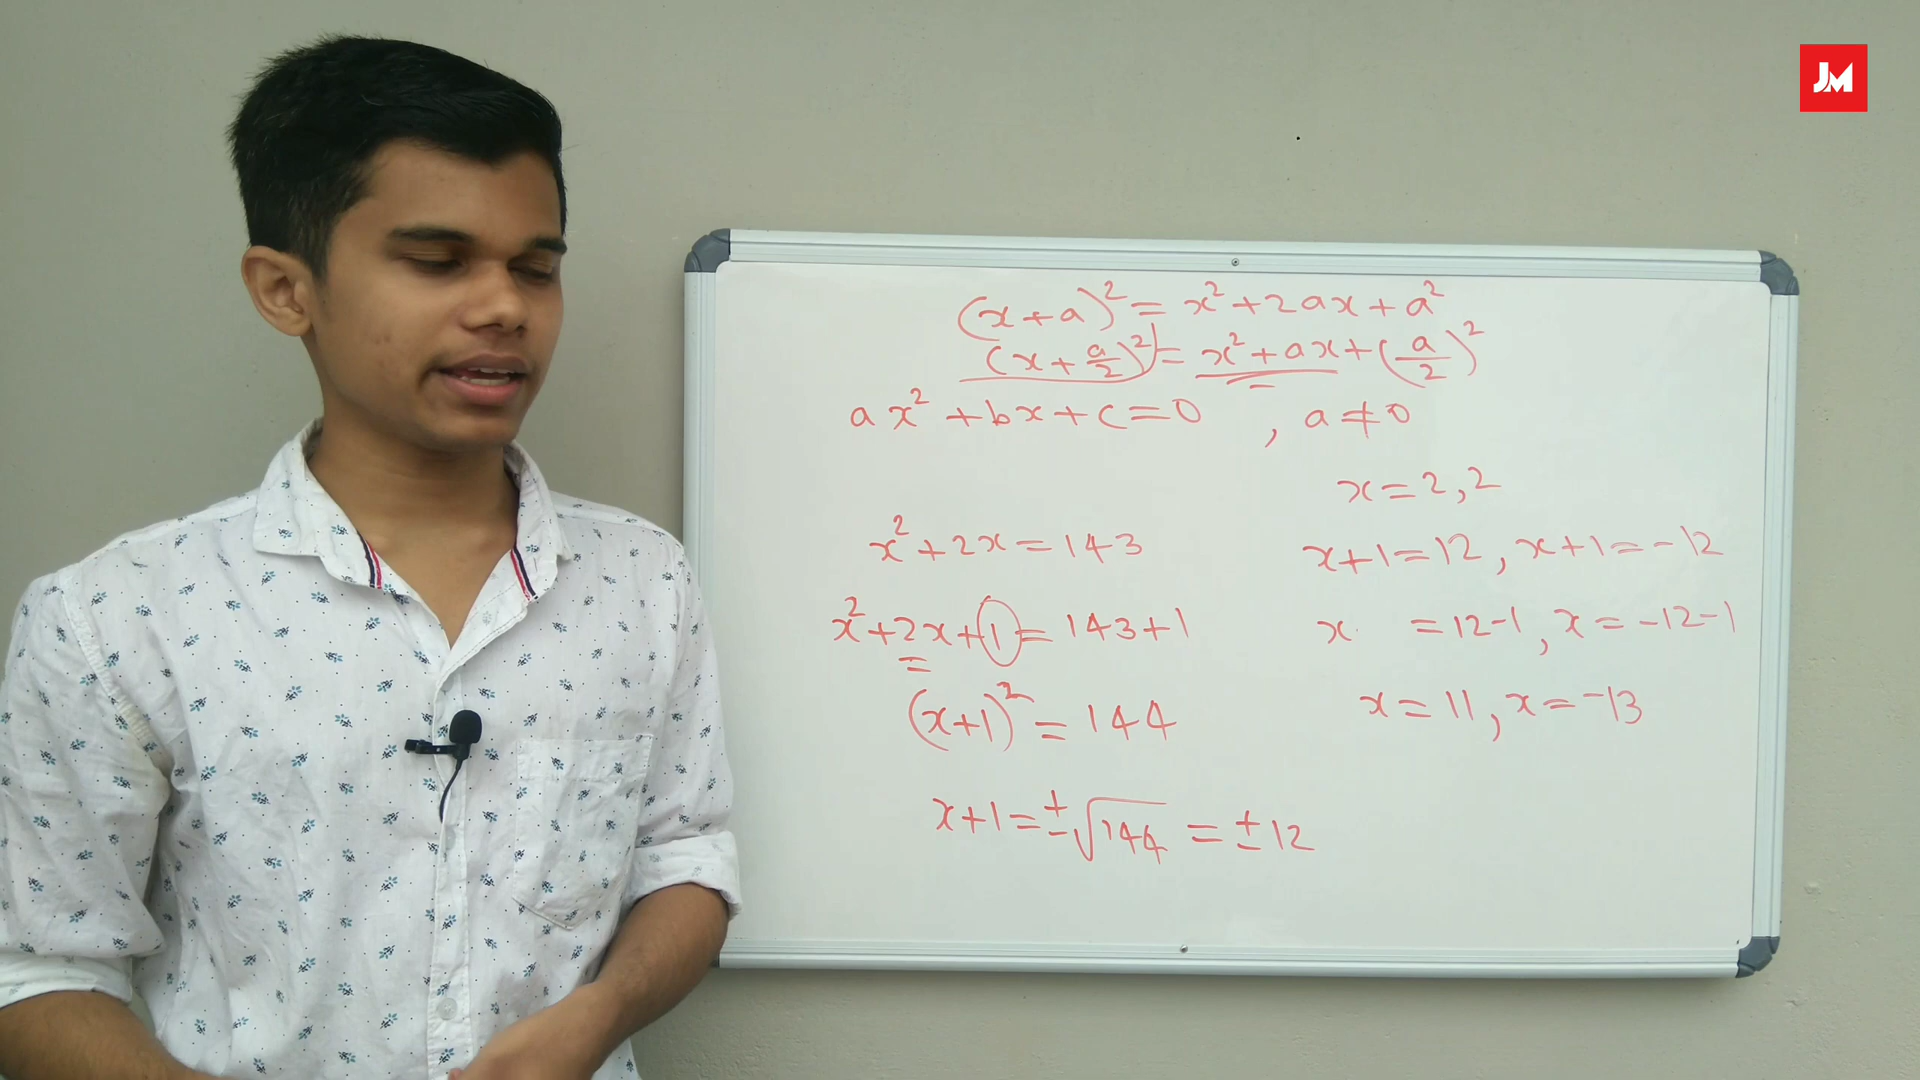 JM
(x+a)² = x²+2ax+a²
(x+a/2)² = x²+ax+(a/2)²
ax²+bx+c=0 , a≠0
x=2,2
x²+2x=143
x²+2x+1=143+1
(x+1)²=144
x+1=±√144=±12
x+1=12, x+1=-12
x =12-1, x=-12-1
x=11, x=-13